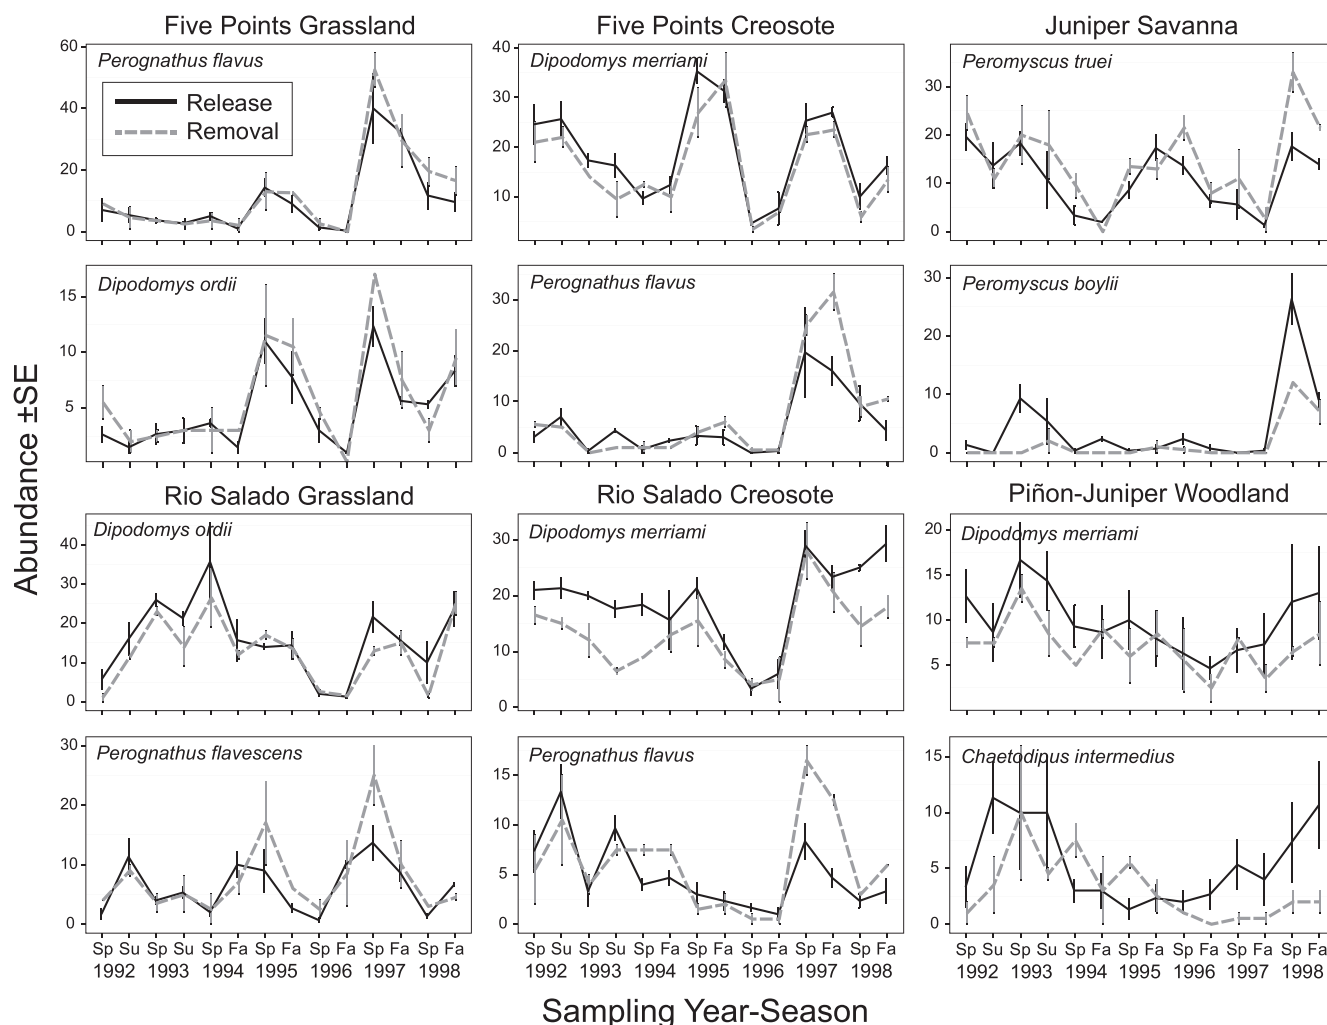 Five Points Grassland
Five Points Creosote
Juniper Savanna
Perognathus flavus
Release
Removal
0
20
40
60
Dipodomys merriami
10
20
30
40
Peromyscus truei
0
10
20
30
Dipodomys ordii
5
10
15
Perognathus flavus
0
10
20
30
Peromyscus boylii
0
10
20
30
Abundance ±SE
Rio Salado Grassland
Rio Salado Creosote
Piñon-Juniper Woodland
Dipodomys ordii
0
10
20
30
40
Dipodomys merriami
0
10
20
30
Dipodomys merriami
5
10
15
20
Perognathus flavescens
0
10
20
30
Perognathus flavus
0
5
10
15
Chaetodipus intermedius
0
5
10
15
Sp Su Sp Su Sp Fa Sp Fa Sp Fa Sp Fa Sp Fa
1992 1993 1994 1995 1996 1997 1998
Sp Su Sp Su Sp Fa Sp Fa Sp Fa Sp Fa Sp Fa
1992 1993 1994 1995 1996 1997 1998
Sp Su Sp Su Sp Fa Sp Fa Sp Fa Sp Fa Sp Fa
1992 1993 1994 1995 1996 1997 1998
Sampling Year-Season